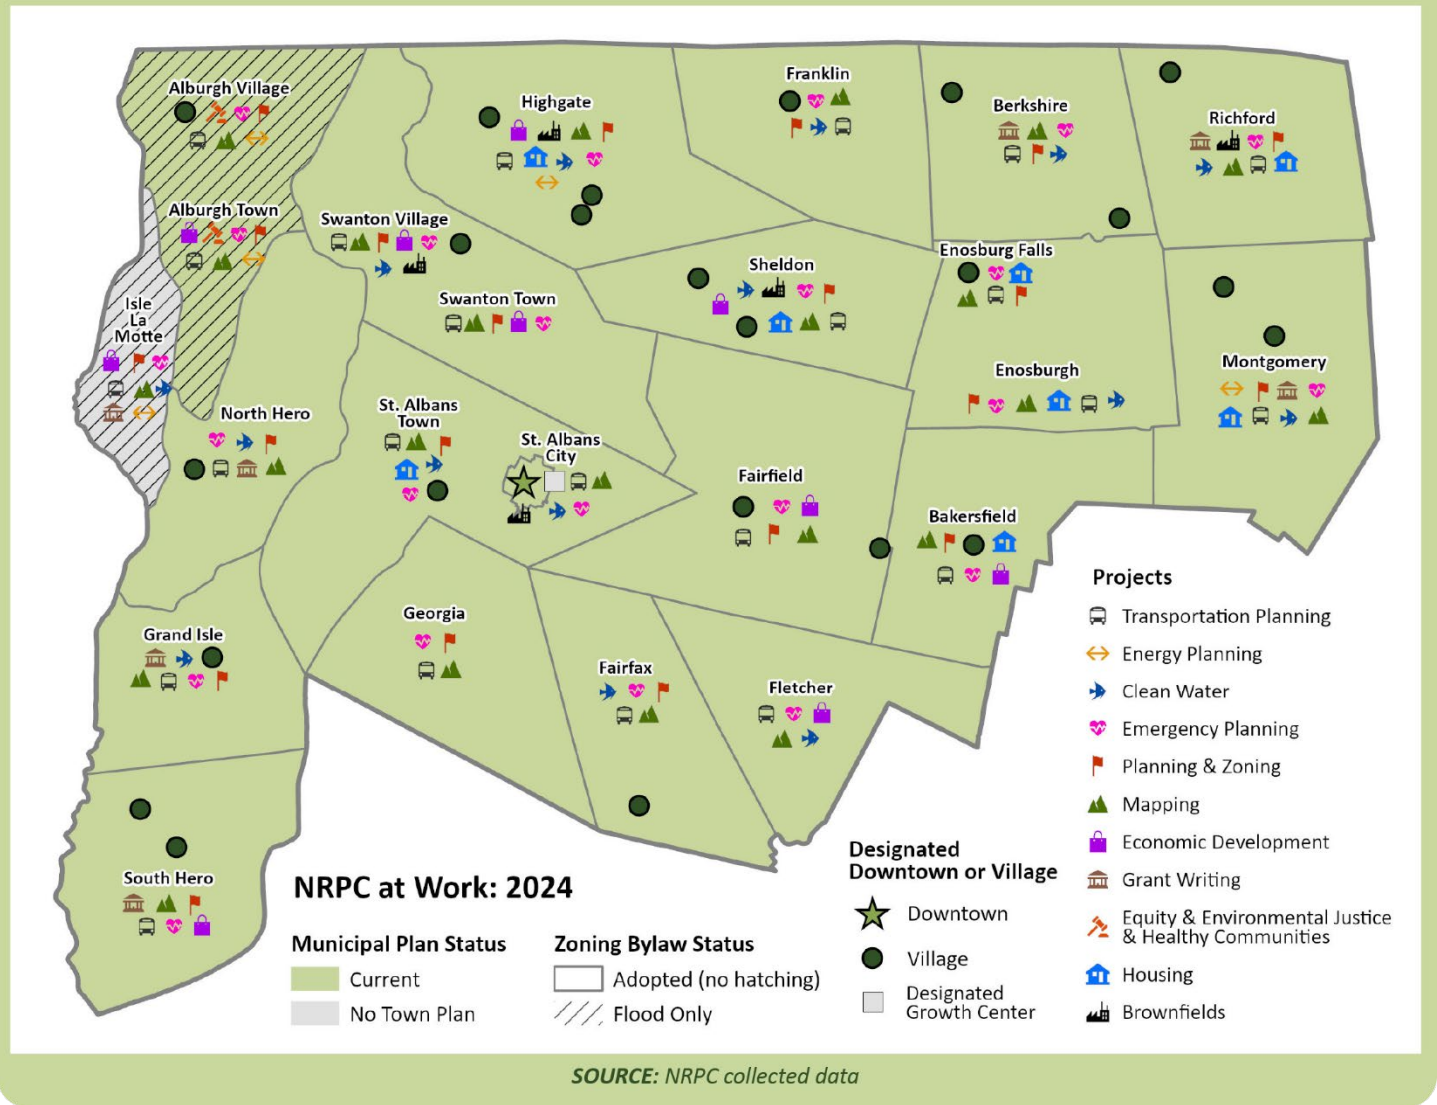 Alburgh Village
Highgate
Franklin
Berkshire
Richford
Alburgh Town
Swanton Village
Sheldon
Enosburg Falls
Isle
La
Motte
Swanton Town
Montgomery
Enosburgh
North Hero
St. Albans
Town
St. Albans
City
Fairfield
Bakersfield
Georgia
Grand Isle
Fairfax
Fletcher
South Hero
NRPC at Work: 2024
Municipal Plan Status
Current
No Town Plan
Zoning Bylaw Status
Adopted (no hatching)
Flood Only
Designated
Downtown or Village
Downtown
Village
Designated
Growth Center
Projects
Transportation Planning
Energy Planning
Clean Water
Emergency Planning
Planning & Zoning
Mapping
Economic Development
Grant Writing
Equity & Environmental Justice
& Healthy Communities
Housing
Brownfields
SOURCE: NRPC collected data